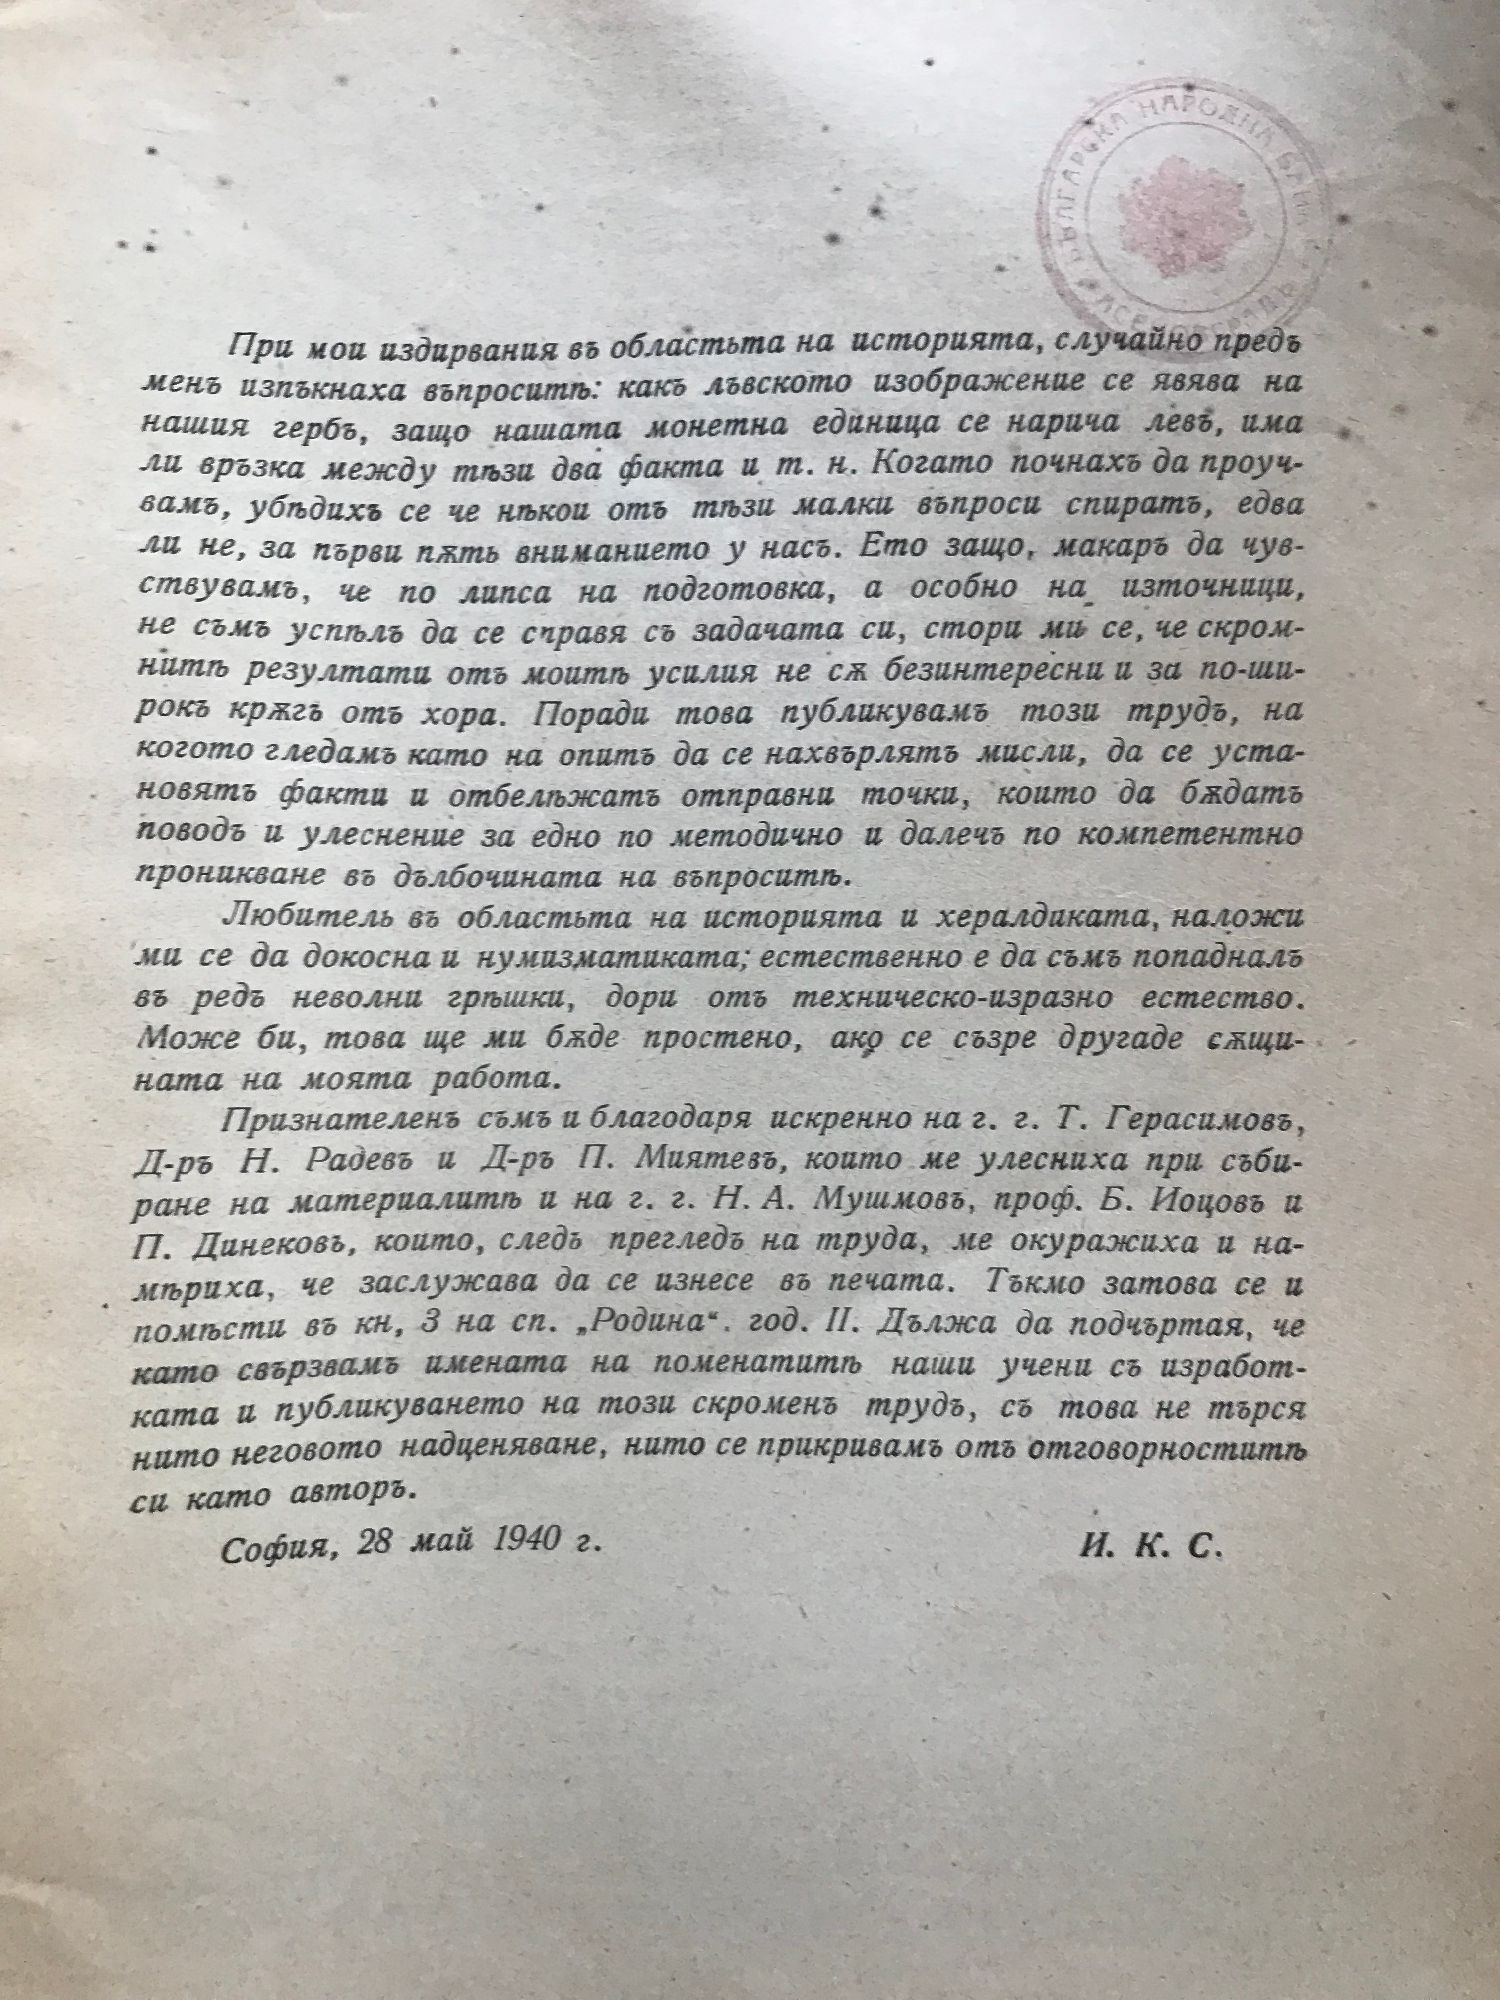 БЪЛГАРСКА НАРОДНА БАНКА
При мои издирвания въ областьта на историята, случайно предъ
менъ изпъкнаха въпроситѣ: какъ лъвското изображение се явява на
нашия гербъ, защо нашата монетна единица се нарича левъ, има
ли връзка между тѣзи два факта и т. н. Когато почнахъ да проуч-
вамъ, убѣдихъ се че нѣкои отъ тѣзи малки въпроси спиратъ, едва
ли не, за първи пѫть вниманието у насъ. Ето защо, макаръ да чув-
ствувамъ, че по липса на подготовка, а особно на източници,
не съмъ успѣлъ да се справя съ задачата си, стори ми се, че скром-
нитѣ резултати отъ моитѣ усилия не сѫ безинтересни и за по-ши-
рокъ крѫгъ отъ хора. Поради това публикувамъ този трудъ, на
когото гледамъ като на опитъ да се нахвърлятъ мисли, да се уста-
новятъ факти и отбележатъ отправни точки, които да бѫдатъ
поводъ и улеснение за едно по методично и далечъ по компетентно
проникване въ дълбочината на въпроситѣ.
Любитель въ областьта на историята и хералдиката, наложи
ми се да докосна и нумизматиката; естественно е да съмъ попадналъ
въ редъ неволни грѣшки, дори отъ техническо-изразно естество.
Може би, това ще ми бѫде простено, ако се съзре другаде сѫщи-
ната на моята работа.
Признателенъ съмъ и благодаря искренно на г. г. Т. Герасимовъ,
Д-ръ Н. Радевъ и Д-ръ П. Миятевъ, които ме улесниха при съби-
ране на материалитѣ и на г. г. Н. А. Мушмовъ, проф. Б. Иоцовъ и
П. Динековъ, които, следъ прегледъ на труда, ме окуражиха и на-
мѣриха, че заслужава да се изнесе въ печата. Тъкмо затова се и
помѣсти въ кн, 3 на сп. „Родина“. год. II. Дължа да подчъртая, че
като свързвамъ имената на поменатитѣ наши учени съ изработ-
ката и публикуването на този скроменъ трудъ, съ това не търся
нито неговото надценяване, нито се прикривамъ отъ отговорноститѣ
си като авторъ.
София, 28 май 1940 г.
И. К. С.